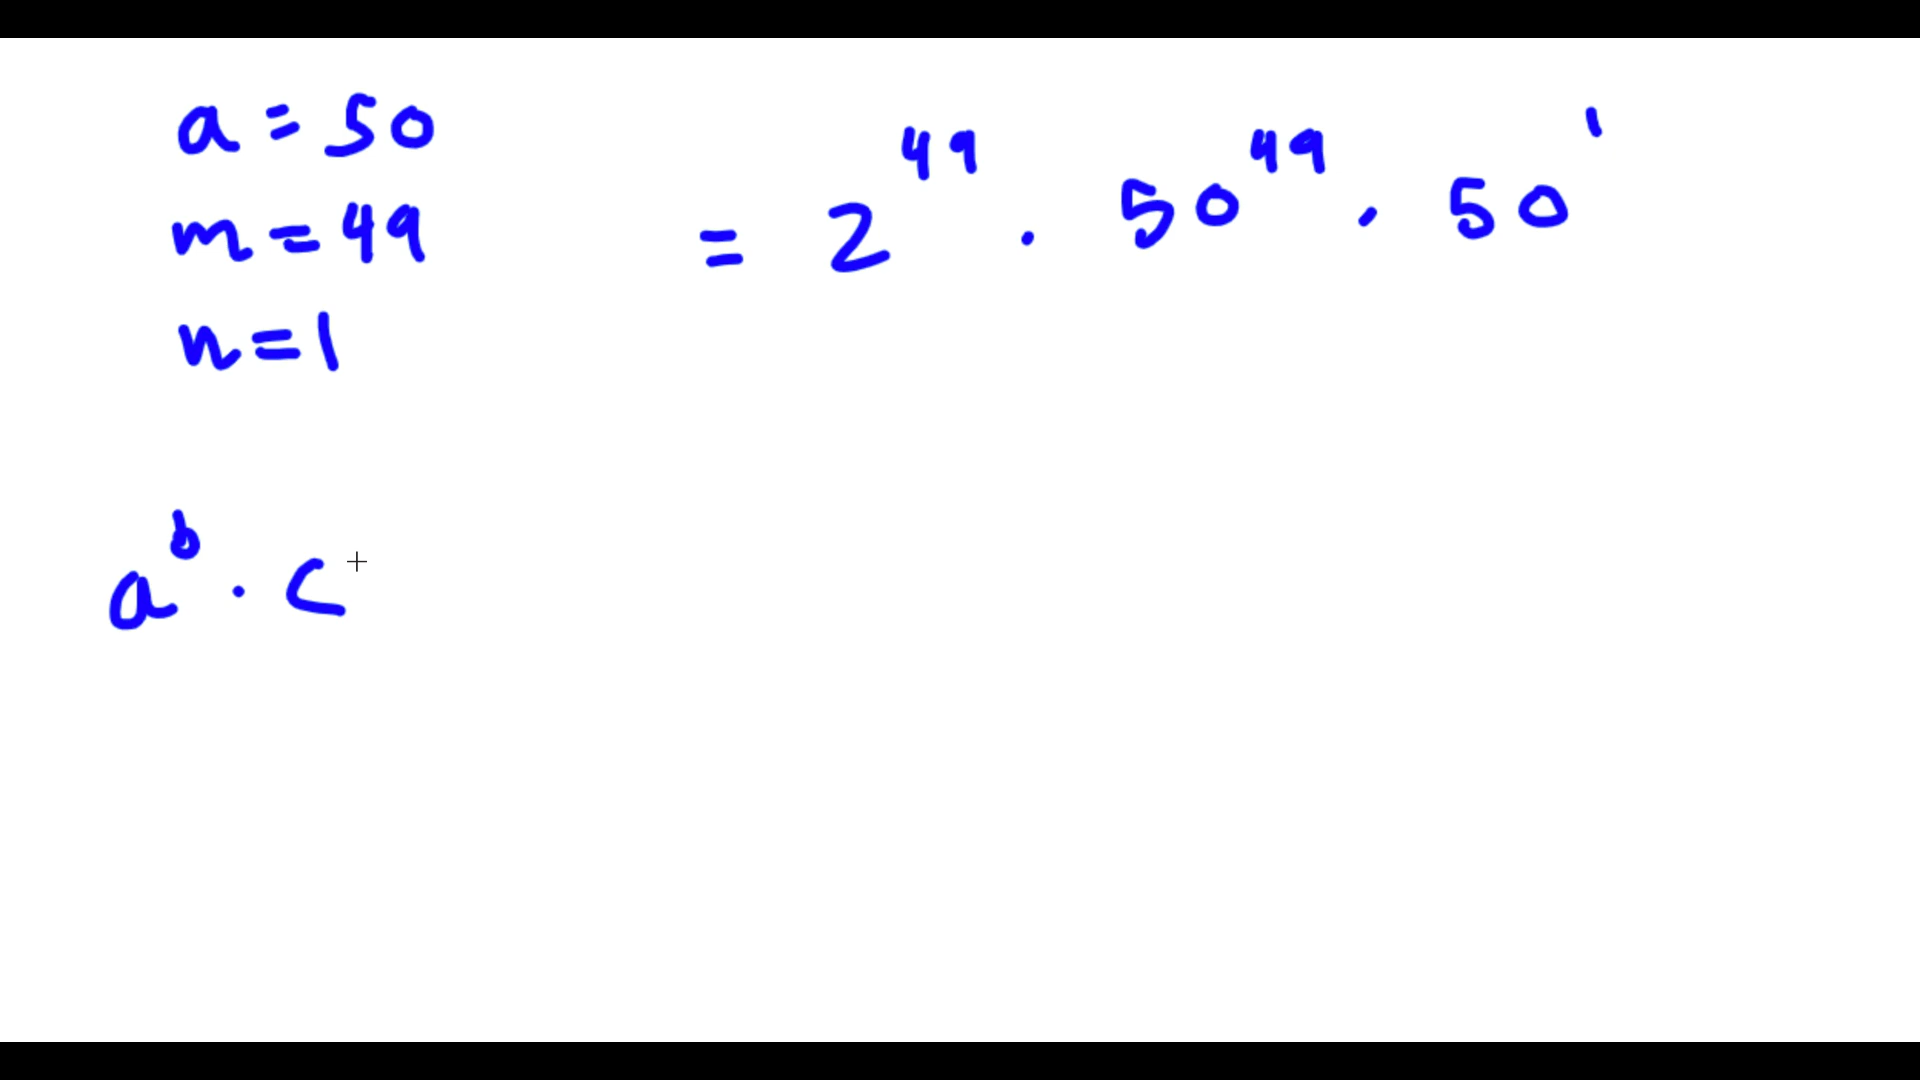 a = 50
m = 49
n = 1
= 2^49 · 50^49 · 50^1
a^b · c